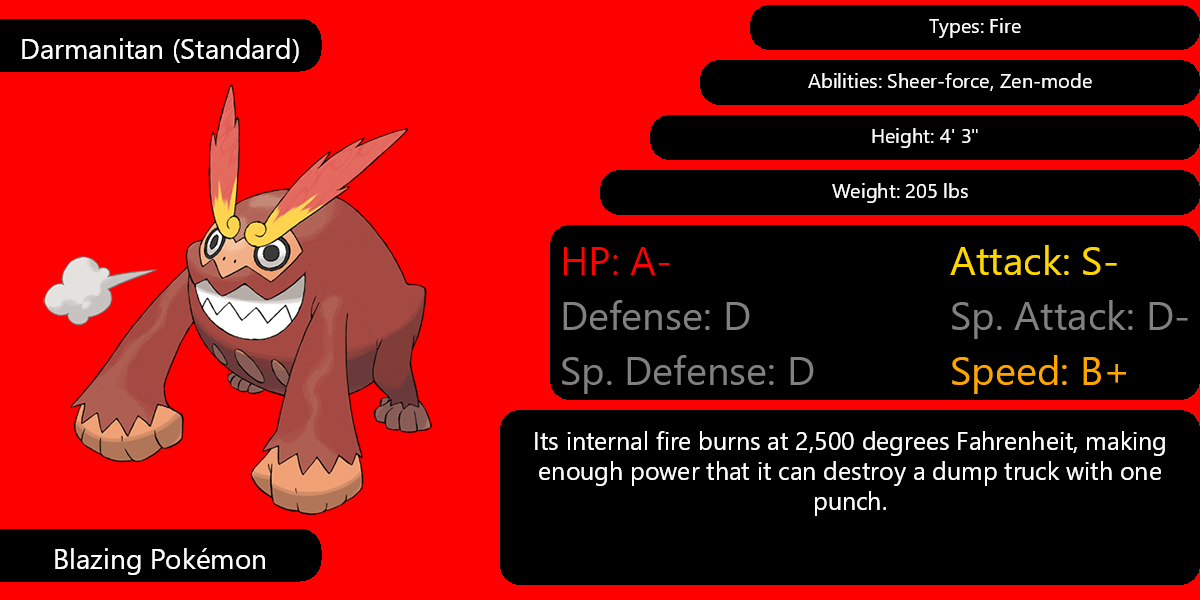 Darmanitan (Standard)
Types: Fire
Abilities: Sheer-force, Zen-mode
Height: 4' 3"
Weight: 205 lbs
HP: A-
Attack: S-
Defense: D
Sp. Attack: D-
Sp. Defense: D
Speed: B+
Its internal fire burns at 2,500 degrees Fahrenheit, making
enough power that it can destroy a dump truck with one
punch.
Blazing Pokémon